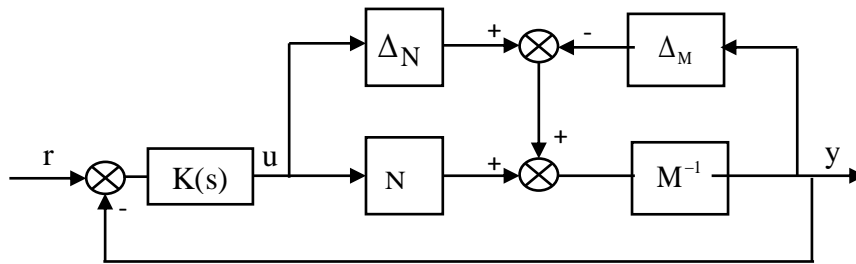 Δ_N + - Δ_M
+
r K(s) u N + M⁻¹ y
-